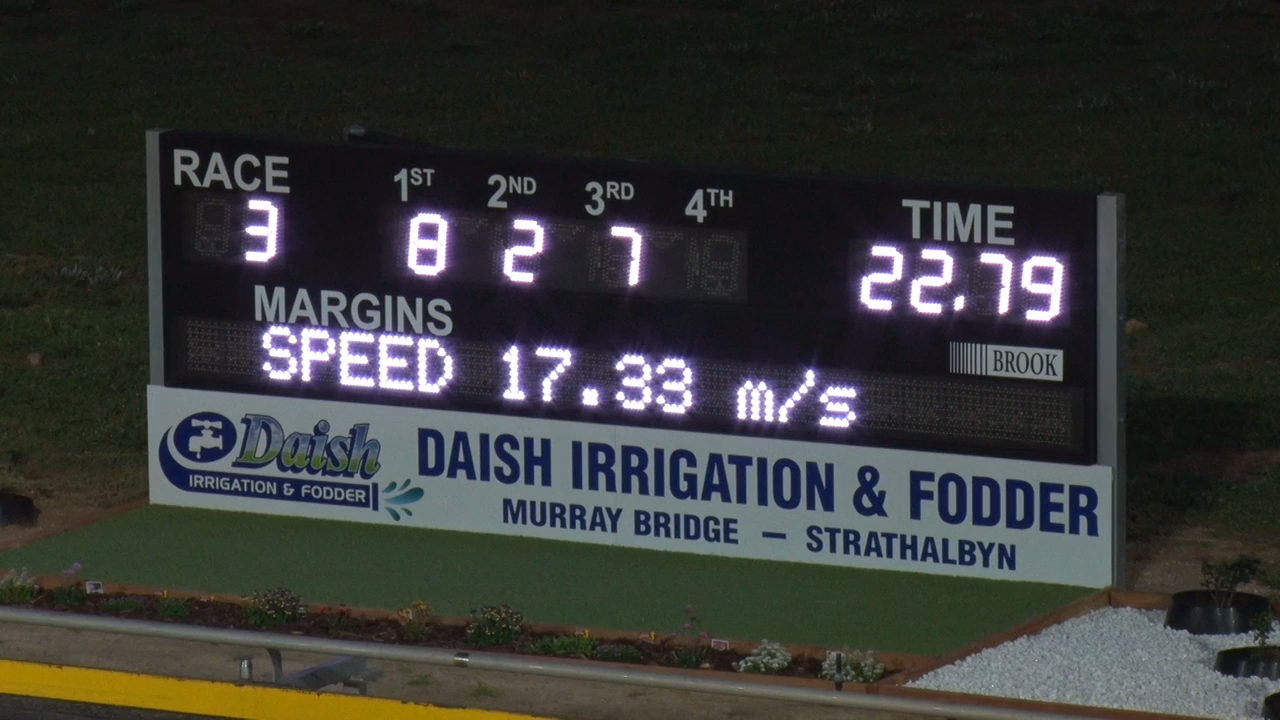 RACE 1ST 2ND 3RD 4TH TIME
3 8 2 7 22.79
MARGINS
SPEED 17.33 m/s
BROOK
Daish
IRRIGATION & FODDER
DAISH IRRIGATION & FODDER
MURRAY BRIDGE — STRATHALBYN